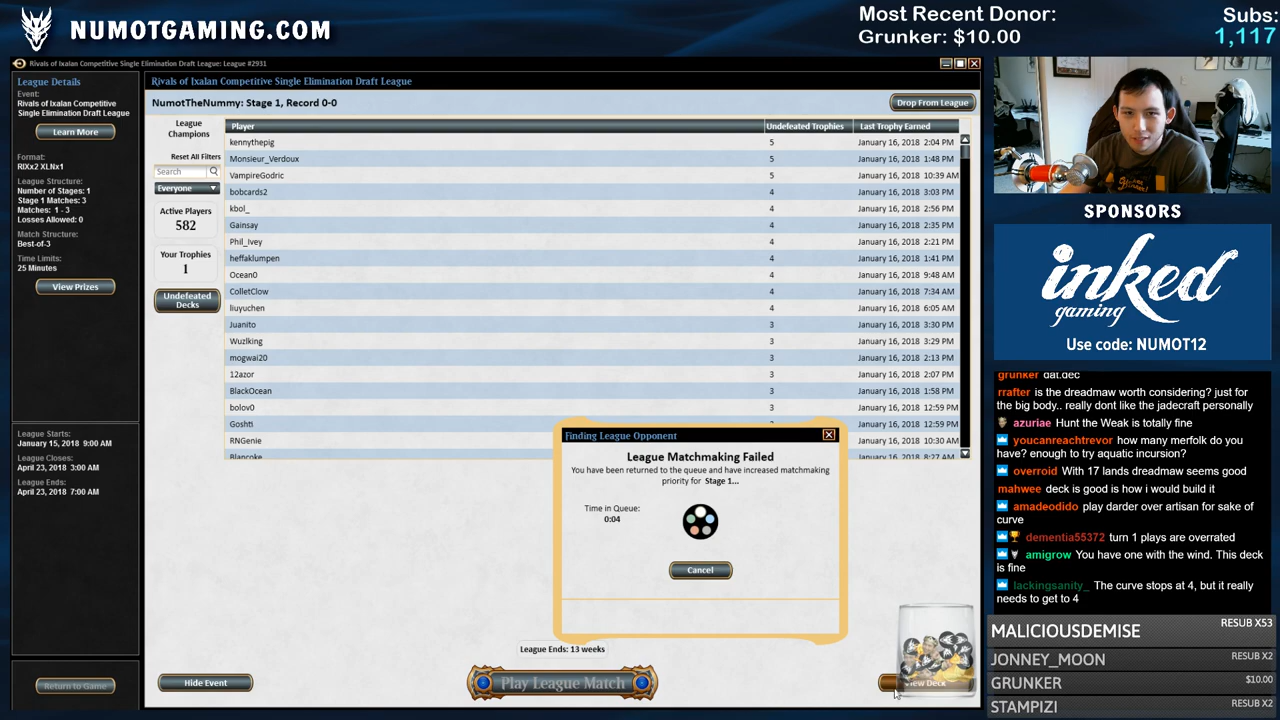 NUMOTGAMING.COM
Most Recent Donor:
Grunker: $10.00
Subs:
1,117
Rivals of Ixalan Competitive Single Elimination Draft League: League #2931
League Details
Event:
Rivals of Ixalan Competitive
Single Elimination Draft League
Learn More
Format:
RIXx2 XLNx1
League Structure:
Number of Stages: 1
Stage 1 Matches: 3
Matches: 1 - 3
Losses Allowed: 0
Match Structure:
Best-of-3
Time Limits:
25 Minutes
View Prizes
League Starts:
January 15, 2018 9:00 AM
League Closes:
April 23, 2018 3:00 AM
League Ends:
April 23, 2018 7:00 AM
Return to Game
Rivals of Ixalan Competitive Single Elimination Draft League
NumotTheNummy: Stage 1, Record 0-0
Drop From League
League
Champions
Reset All Filters
Search
Everyone
Active Players
582
Your Trophies
1
Undefeated
Decks
Player Undefeated Trophies Last Trophy Earned
kennythepig 5 January 16, 2018 2:04 PM
Monsieur_Verdoux 5 January 16, 2018 1:48 PM
VampireGodric 5 January 16, 2018 10:39 AM
bobcards2 4 January 16, 2018 3:03 PM
kbol_ 4 January 16, 2018 2:56 PM
Gainsay 4 January 16, 2018 2:35 PM
Phil_Ivey 4 January 16, 2018 2:21 PM
heffaklumpen 4 January 16, 2018 1:41 PM
Ocean0 4 January 16, 2018 9:48 AM
ColletClow 4 January 16, 2018 7:34 AM
liuyuchen 4 January 16, 2018 6:05 AM
Juanito 3 January 16, 2018 3:30 PM
Wuzlking 3 January 16, 2018 3:29 PM
mogwai20 3 January 16, 2018 2:13 PM
12azor 3 January 16, 2018 2:07 PM
BlackOcean 3 January 16, 2018 1:58 PM
bolov0 3 January 16, 2018 12:59 PM
Goshti January 16, 2018 12:59 PM
RNGenie January 16, 2018 10:30 AM
Blancoke January 16, 2018 8:27 AM
Finding League Opponent
League Matchmaking Failed
You have been returned to the queue and have increased matchmaking
priority for Stage 1...
Time in Queue:
0:04
Cancel
League Ends: 13 weeks
Hide Event
Play League Match
View Deck
SPONSORS
inked
gaming
Use code: NUMOT12
grunker dat.dec
rrafter is the dreadmaw worth considering? just for
the big body.. really dont like the jadecraft personally
azuriae Hunt the Weak is totally fine
youcanreachtrevor how many merfolk do you
have? enough to try aquatic incursion?
overroid With 17 lands dreadmaw seems good
mahwee deck is good is how i would build it
amadeodido play darder over artisan for sake of
curve
dementia55372 turn 1 plays are overrated
amigrow You have one with the wind. This deck
is fine
lackingsanity_ The curve stops at 4, but it really
needs to get to 4
MALICIOUSDEMISE RESUB X53
JONNEY_MOON RESUB X2
GRUNKER $10.00
STAMPIZI RESUB X2